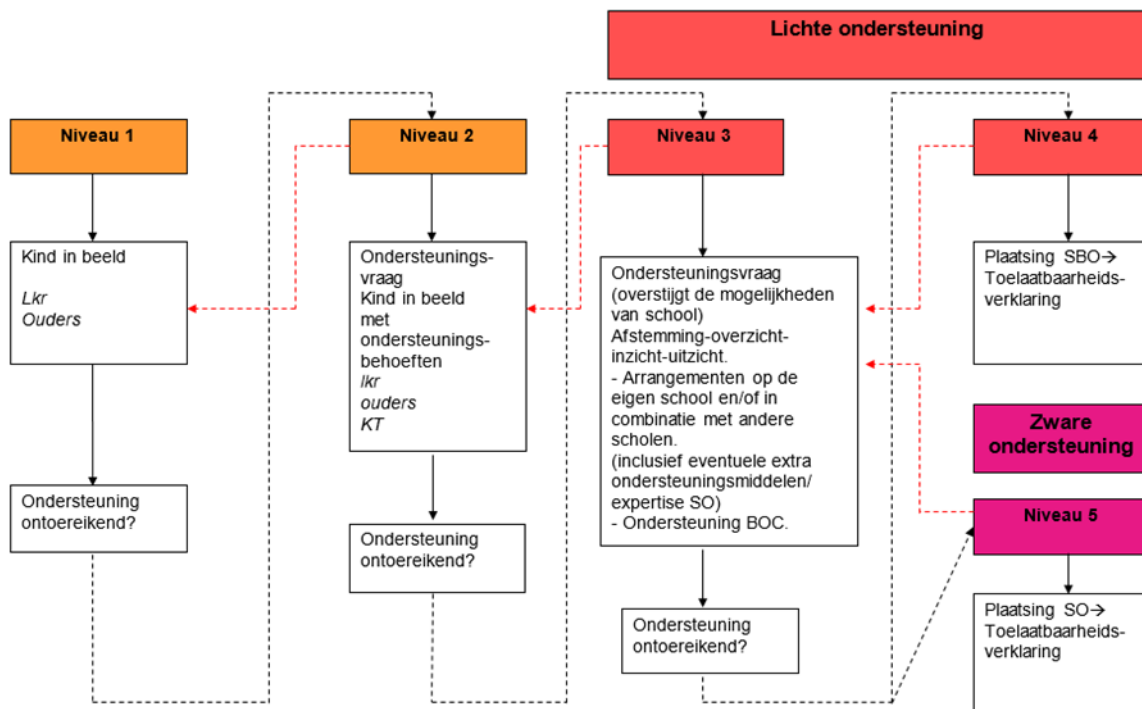 Lichte ondersteuning
Niveau 1
Kind in beeld
Lkr
Ouders
Ondersteuning
ontoereikend?
Niveau 2
Ondersteunings-
vraag
Kind in beeld
met
ondersteunings-
behoeften
lkr
ouders
KT
Ondersteuning
ontoereikend?
Niveau 3
Ondersteuningsvraag
(overstijgt de mogelijkheden
van school)
Afstemming-overzicht-
inzicht-uitzicht.
- Arrangementen op de
eigen school en/of in
combinatie met andere
scholen.
(inclusief eventuele extra
ondersteuningsmiddelen/
expertise SO)
- Ondersteuning BOC.
Ondersteuning
ontoereikend?
Niveau 4
Plaatsing SBO→
Toelaatbaarheids-
verklaring
Zware
ondersteuning
Niveau 5
Plaatsing SO→
Toelaatbaarheids-
verklaring